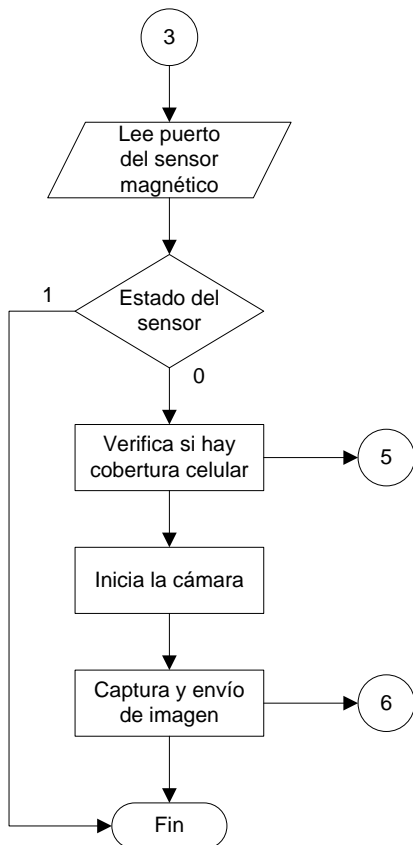 3
Lee puerto
del sensor
magnético
1
Estado del
sensor
0
Verifica si hay
cobertura celular
5
Inicia la cámara
Captura y envío
de imagen
6
Fin